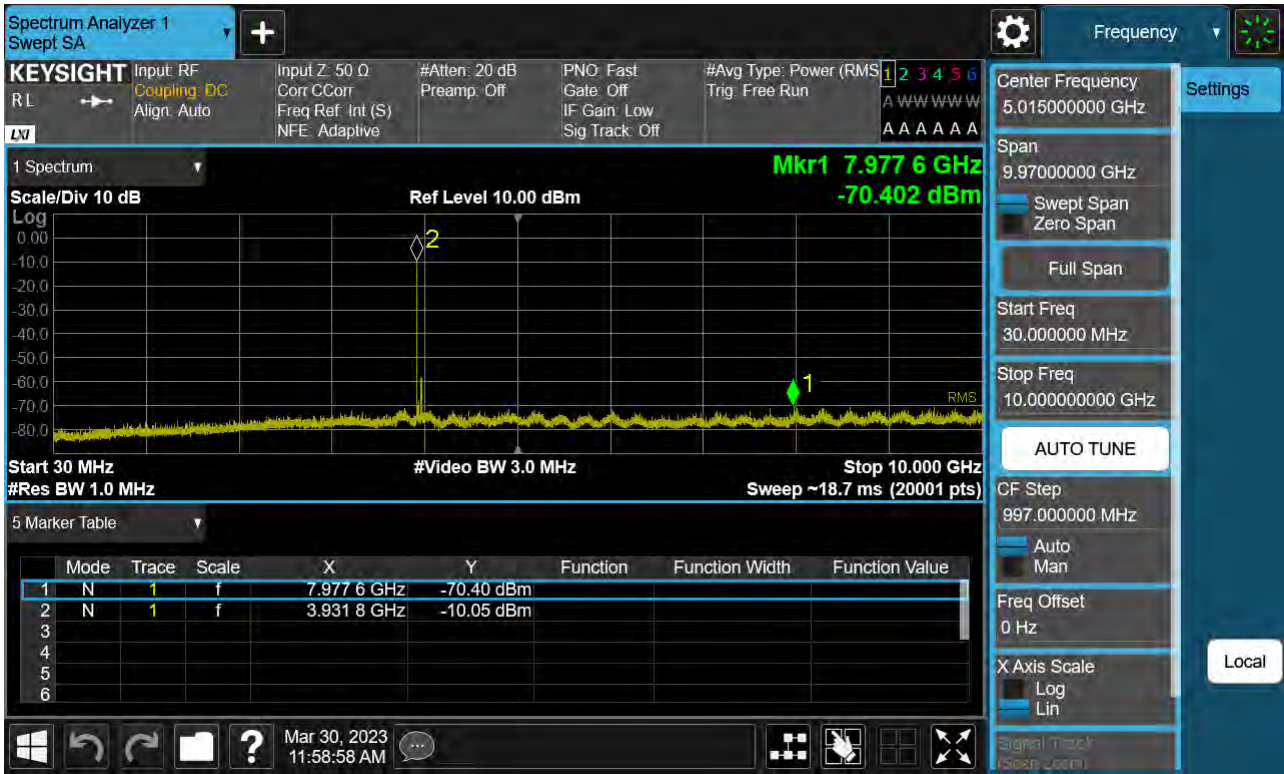 Spectrum Analyzer 1
Swept SA
+
Frequency
KEYSIGHT
RL
LXI
Input: RF
Coupling: DC
Align: Auto
Input Z: 50 Ω
Corr CCorr
Freq Ref: Int (S)
NFE: Adaptive
#Atten: 20 dB
Preamp: Off
PNO: Fast
Gate: Off
IF Gain: Low
Sig Track: Off
#Avg Type: Power (RMS
Trig: Free Run
1 2 3 4 5 6
A W W W W W
A A A A A A
1 Spectrum
Scale/Div 10 dB
Ref Level 10.00 dBm
Mkr1 7.977 6 GHz
-70.402 dBm
Log
0.00
-10.0
-20.0
-30.0
-40.0
-50.0
-60.0
-70.0
-80.0
2
1
RMS
Start 30 MHz
#Video BW 3.0 MHz
Stop 10.000 GHz
#Res BW 1.0 MHz
Sweep ~18.7 ms (20001 pts)
5 Marker Table
Mode Trace Scale X Y Function Function Width Function Value
1 N 1 f 7.977 6 GHz -70.40 dBm
2 N 1 f 3.931 8 GHz -10.05 dBm
3
4
5
6
Mar 30, 2023
11:58:58 AM
?
Center Frequency
5.015000000 GHz
Settings
Span
9.97000000 GHz
Swept Span
Zero Span
Full Span
Start Freq
30.000000 MHz
Stop Freq
10.000000000 GHz
AUTO TUNE
CF Step
997.000000 MHz
Auto
Man
Freq Offset
0 Hz
X Axis Scale
Log
Lin
Signal Track
(Span Zoom)
Local